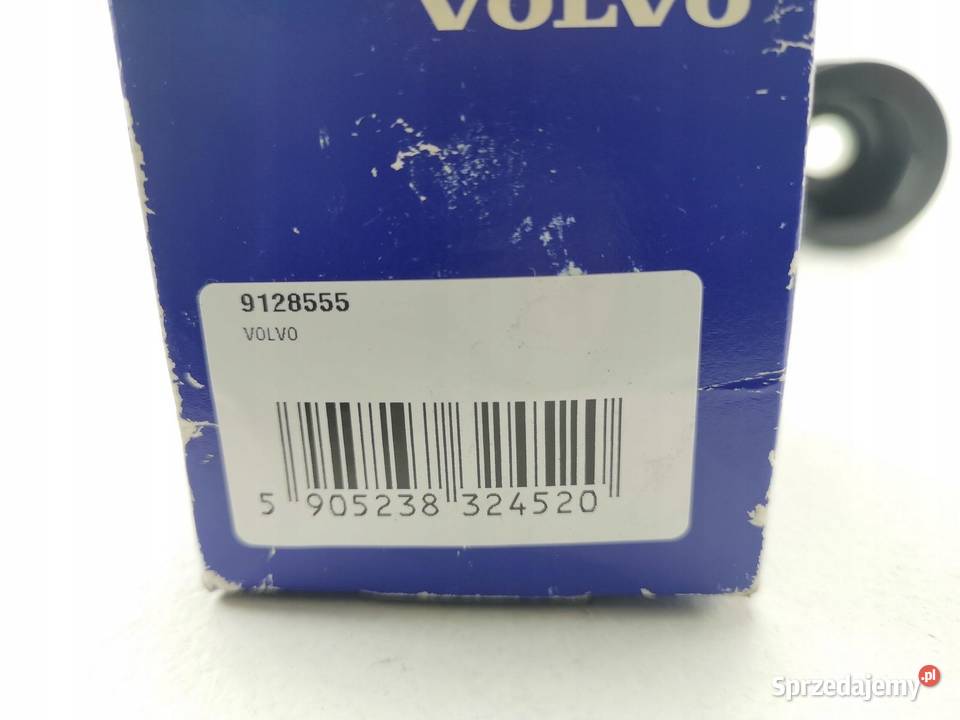 VOLVO
9128555
VOLVO
5 905238 324520
Sprzedajemy.pl